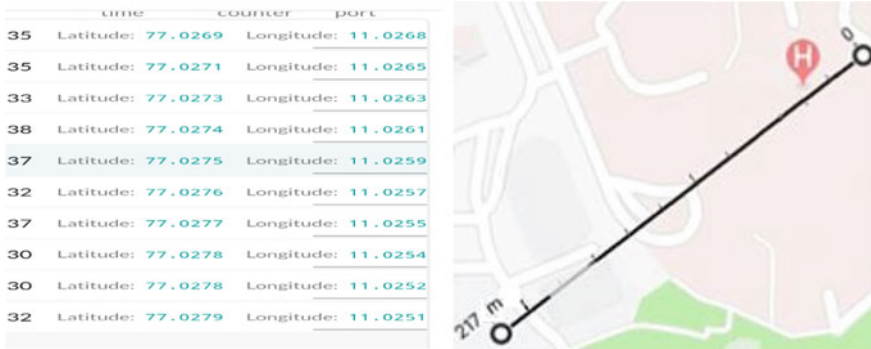 time counter port
35 Latitude: 77.0269 Longitude: 11.0268
35 Latitude: 77.0271 Longitude: 11.0265
33 Latitude: 77.0273 Longitude: 11.0263
38 Latitude: 77.0274 Longitude: 11.0261
37 Latitude: 77.0275 Longitude: 11.0259
32 Latitude: 77.0276 Longitude: 11.0257
37 Latitude: 77.0277 Longitude: 11.0255
30 Latitude: 77.0278 Longitude: 11.0254
30 Latitude: 77.0278 Longitude: 11.0252
32 Latitude: 77.0279 Longitude: 11.0251
0
H
217 m